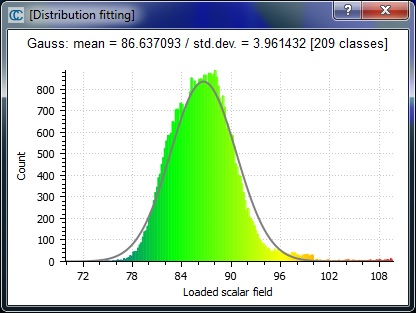 [Distribution fitting]
Gauss: mean = 86.637093 / std.dev. = 3.961432 [209 classes]
800
700
600
500
400
300
200
100
0
Count
72 78 84 90 96 102 108
Loaded scalar field